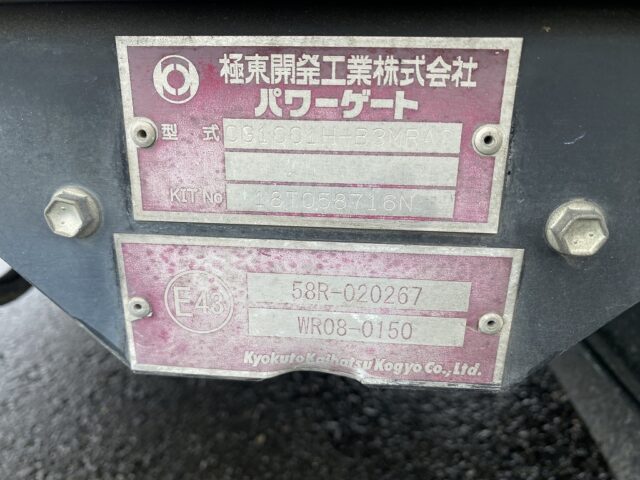 極東開発工業株式会社
パワーゲート
型式
KIT No 18T058716N
E43
58R-020267
WR08-0150
Kyokuto Kaihatsu Kogyo Co., Ltd.